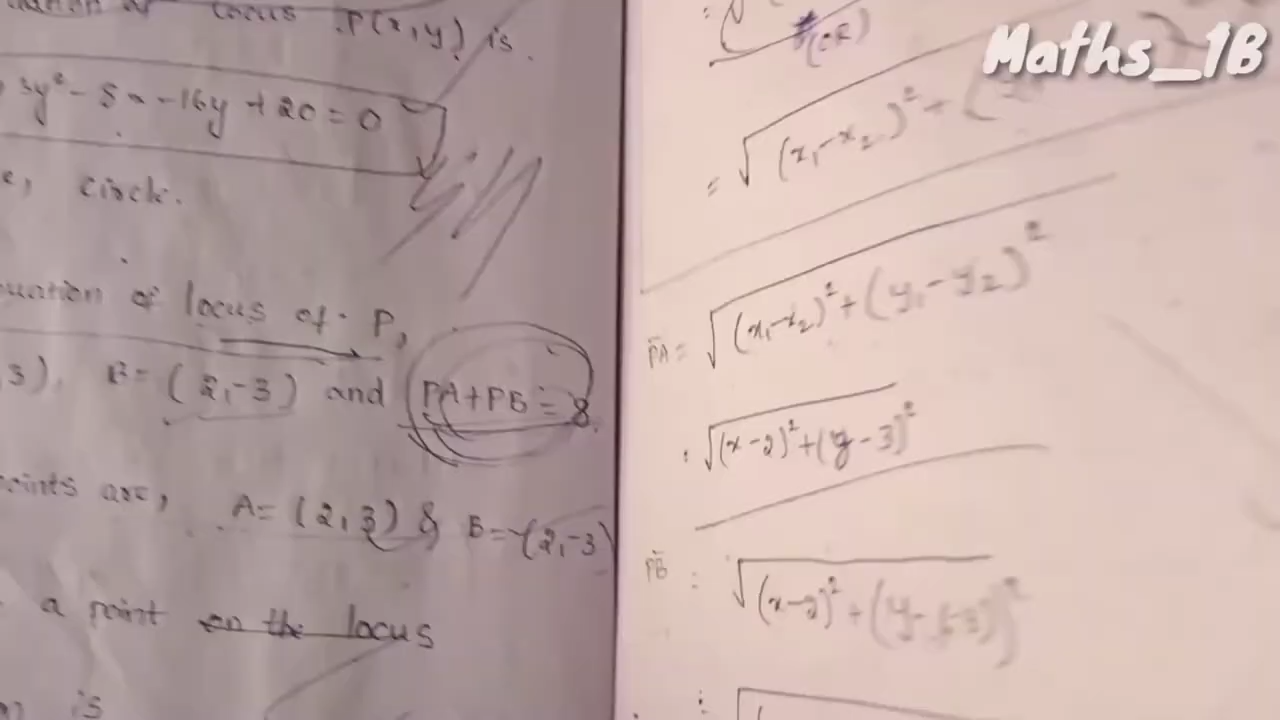 locus P(x,y) is.
3y² - 8x - 16y + 20 = 0
circle.
equation of locus of P,
3), B = (2,-3) and PA+PB = 8.
points are, A = (2,3) & B = (2,-3)
a point on the locus
is
(OR)
Maths_1B
= √(x₁-x₂)² + (
PA = √(x₁-x₂)² + (y₁-y₂)²
: √(x-2)² + (y-3)²
PB : √(x-2)² + (y-(-3))²